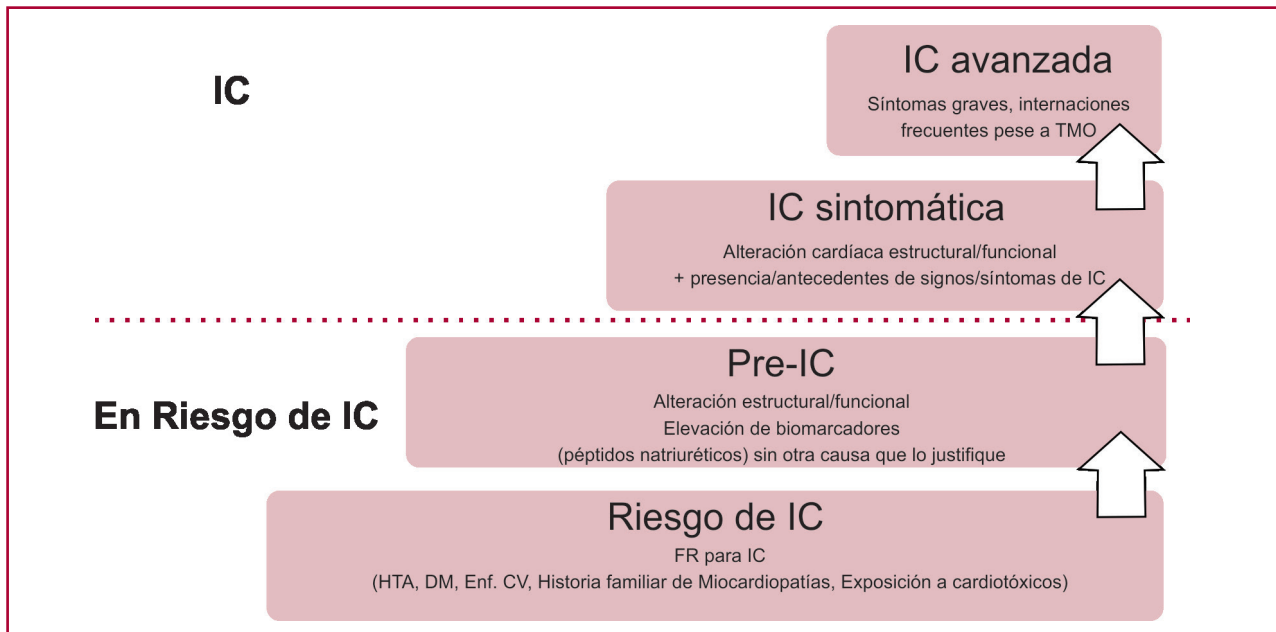 IC
IC avanzada
Síntomas graves, internaciones
frecuentes pese a TMO
IC sintomática
Alteración cardíaca estructural/funcional
+ presencia/antecedentes de signos/síntomas de IC
En Riesgo de IC
Pre-IC
Alteración estructural/funcional
Elevación de biomarcadores
(péptidos natriuréticos) sin otra causa que lo justifique
Riesgo de IC
FR para IC
(HTA, DM, Enf. CV, Historia familiar de Miocardiopatías, Exposición a cardiotóxicos)